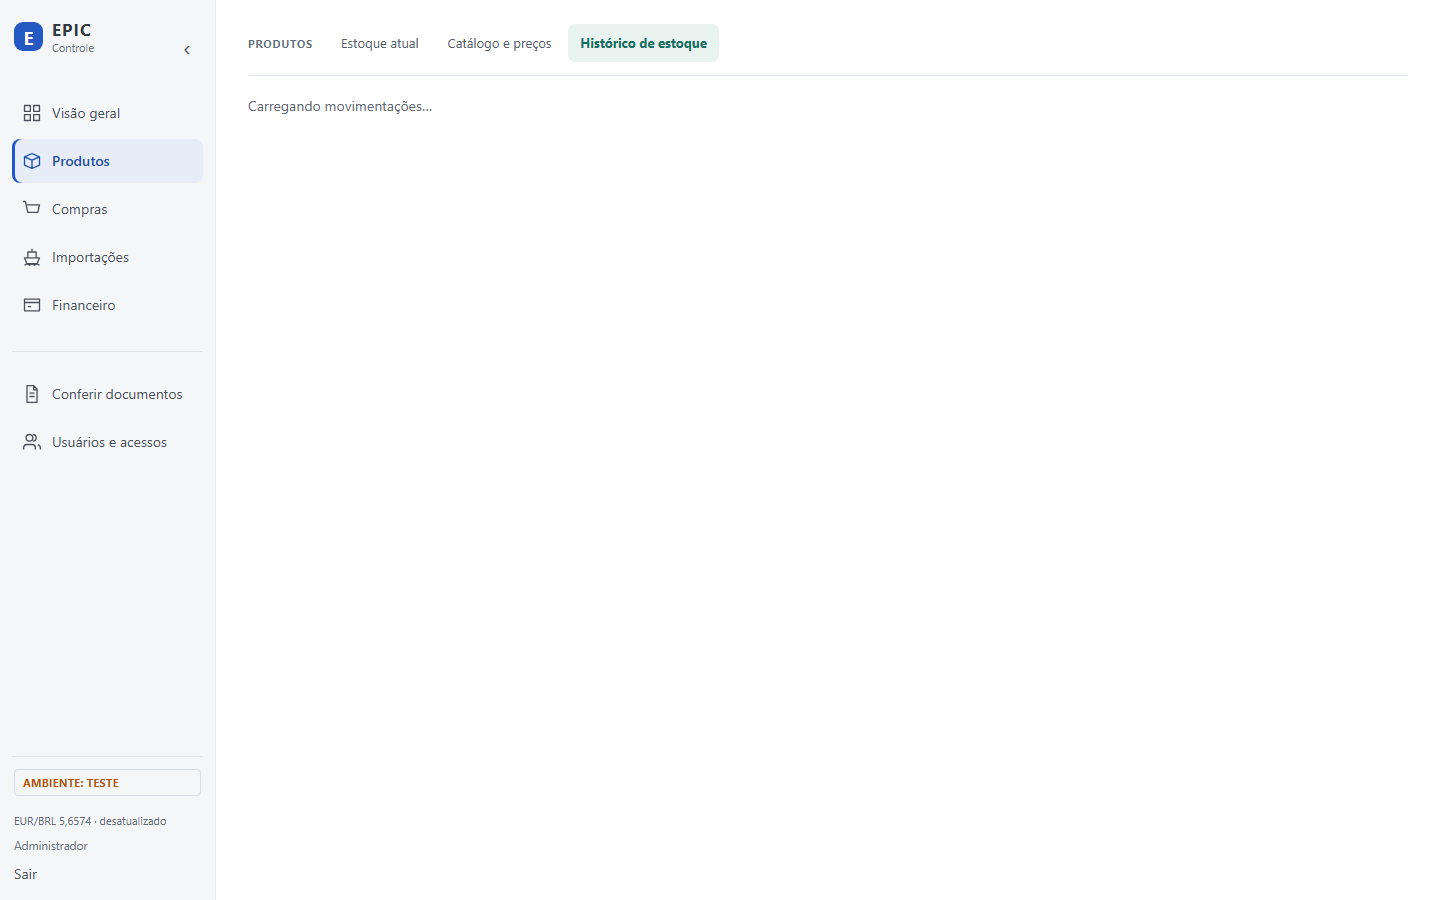 E
EPIC
Controle
Visão geral
Produtos
Compras
Importações
Financeiro
Conferir documentos
Usuários e acessos
AMBIENTE: TESTE
EUR/BRL 5,6574 · desatualizado
Administrador
Sair
PRODUTOS Estoque atual Catálogo e preços Histórico de estoque
Carregando movimentações...